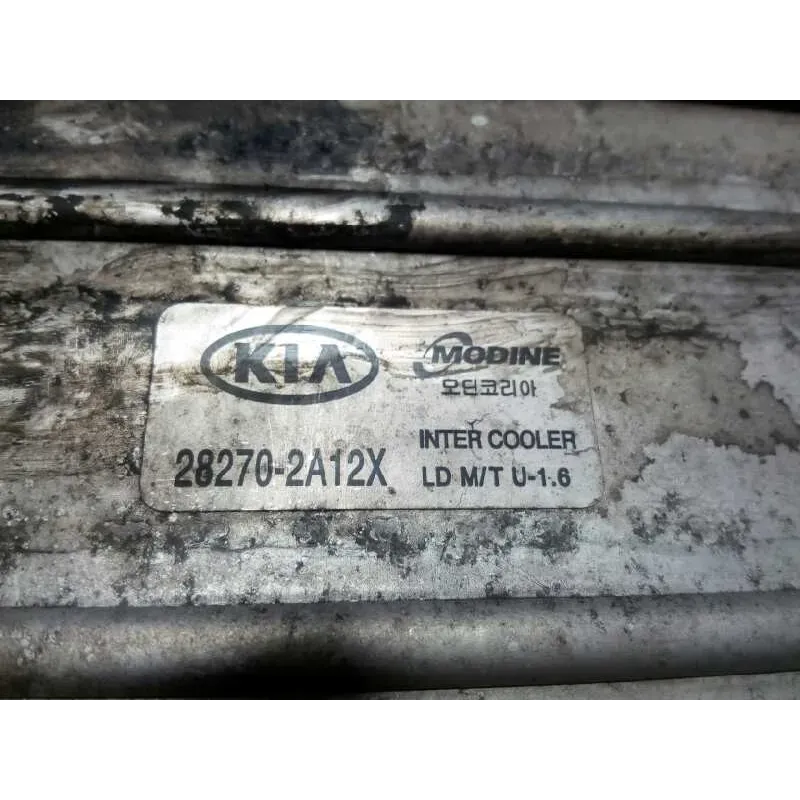 KIA
MODINE
모딘코리아
28270-2A12X
INTER COOLER
LD M/T U-1.6